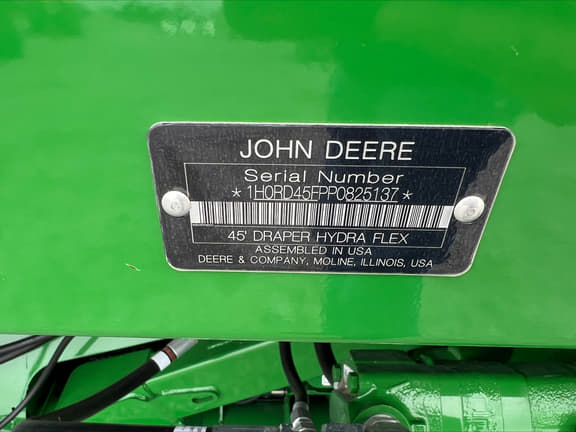 JOHN DEERE
Serial Number
*1H0RD45FPP0825137*
45' DRAPER HYDRA FLEX
ASSEMBLED IN USA
DEERE & COMPANY, MOLINE, ILLINOIS, USA